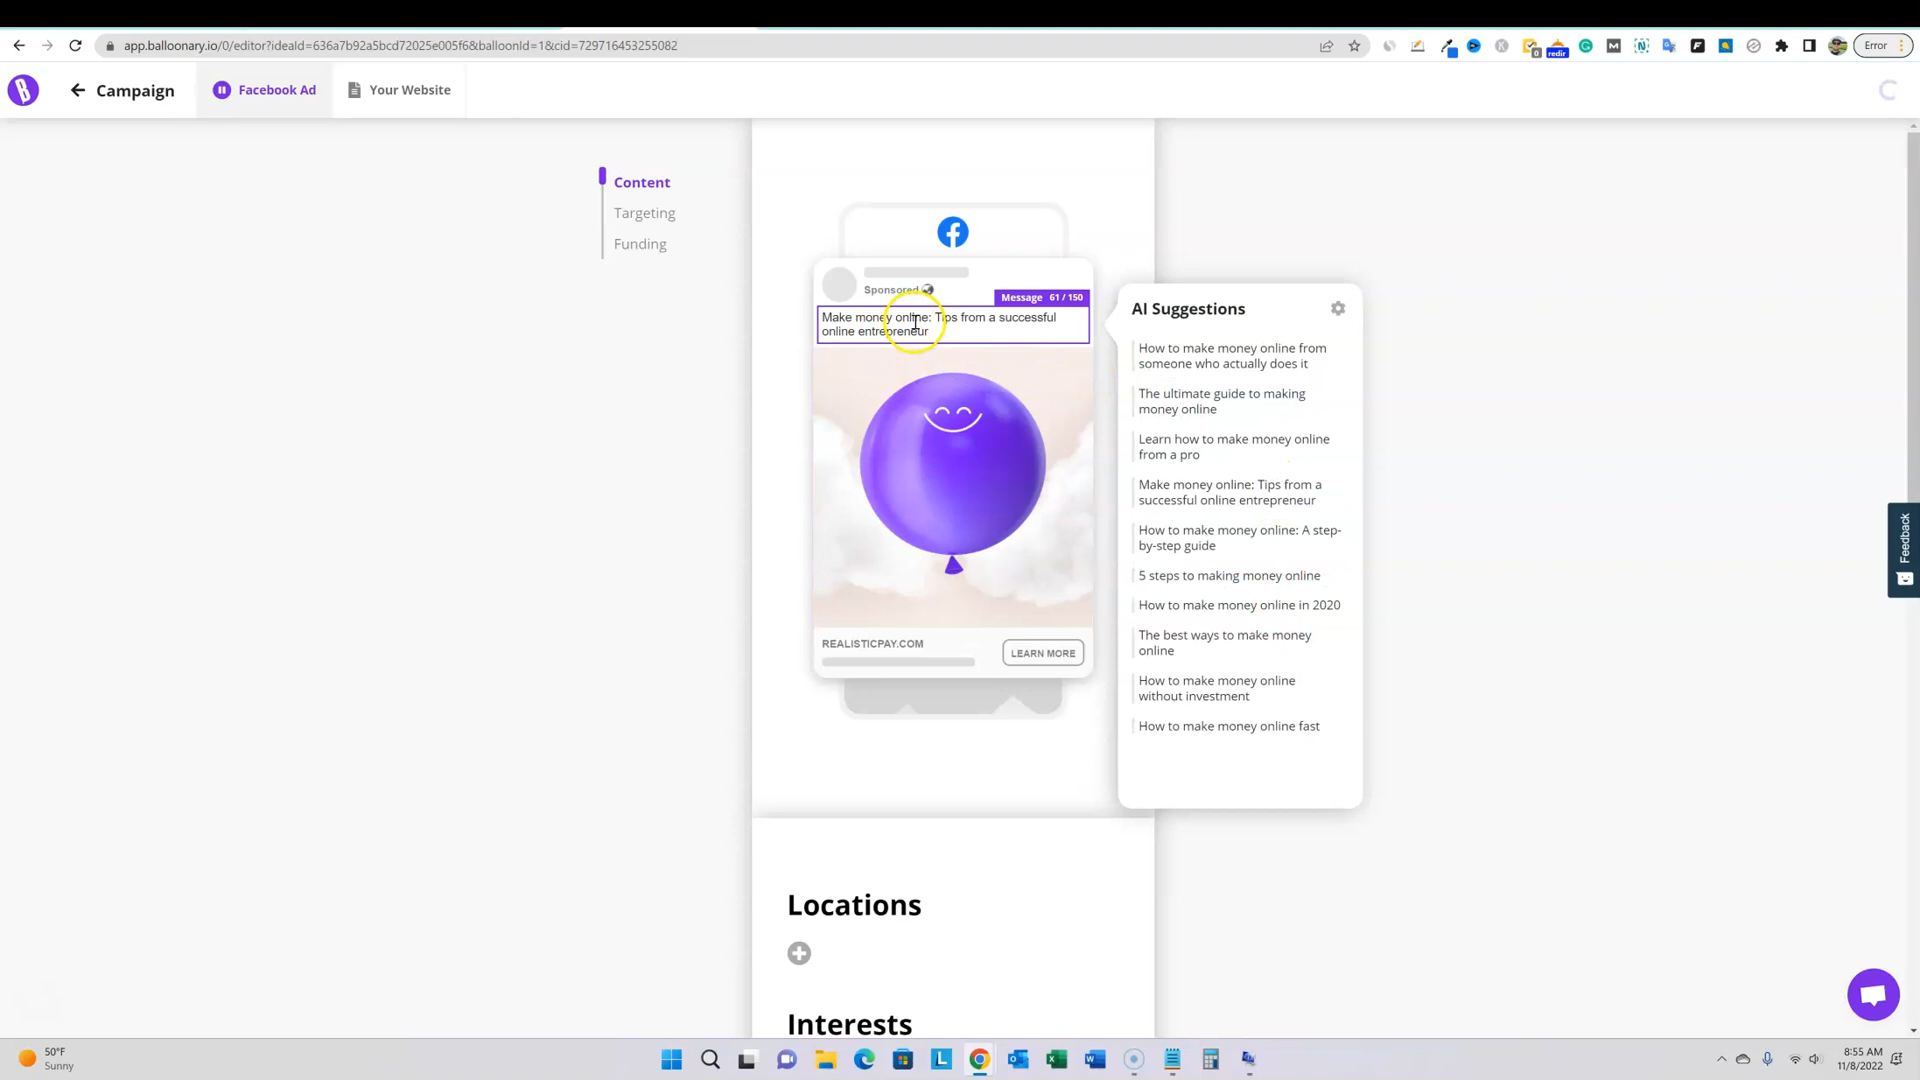 app.balloonary.io/0/editor?ideaId=636a7b92a5bcd72025e005f6&balloonId=1&cid=729716453255082
0
redir
Error
Campaign
Facebook Ad
Your Website
Content
Targeting
Funding
Sponsored
Message 61 / 150
Make money online: Tips from a successful
online entrepreneur
REALISTICPAY.COM
LEARN MORE
AI Suggestions
How to make money online from
someone who actually does it
The ultimate guide to making
money online
Learn how to make money online
from a pro
Make money online: Tips from a
successful online entrepreneur
How to make money online: A step-
by-step guide
5 steps to making money online
How to make money online in 2020
The best ways to make money
online
How to make money online
without investment
How to make money online fast
Feedback
Locations
Interests
50°F
Sunny
8:55 AM
11/8/2022